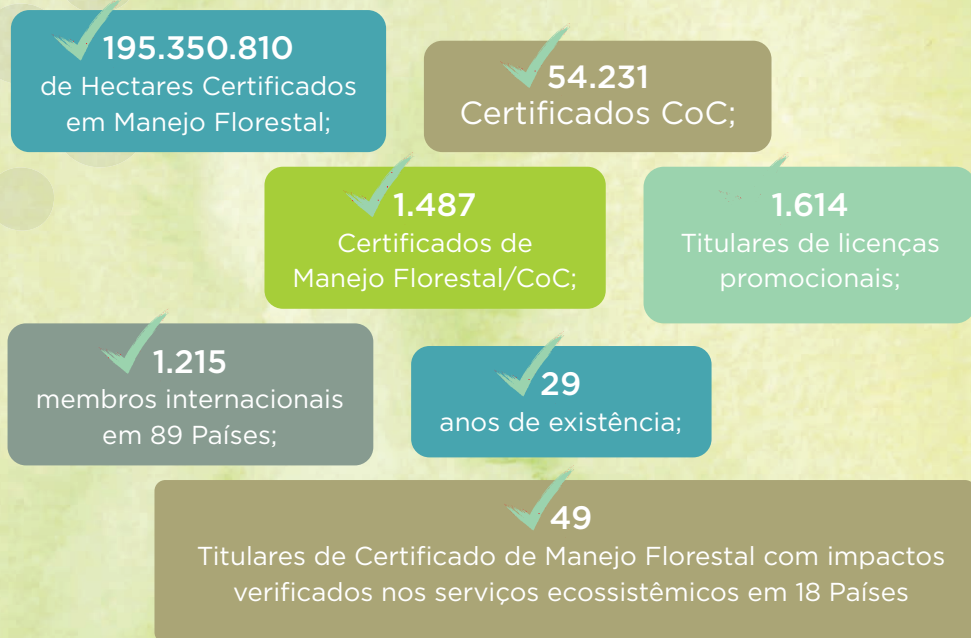 195.350.810
de Hectares Certificados
em Manejo Florestal;
54.231
Certificados CoC;
1.487
Certificados de
Manejo Florestal/CoC;
1.614
Titulares de licenças
promocionais;
1.215
membros internacionais
em 89 Países;
29
anos de existência;
49
Titulares de Certificado de Manejo Florestal com impactos
verificados nos serviços ecossistêmicos em 18 Países